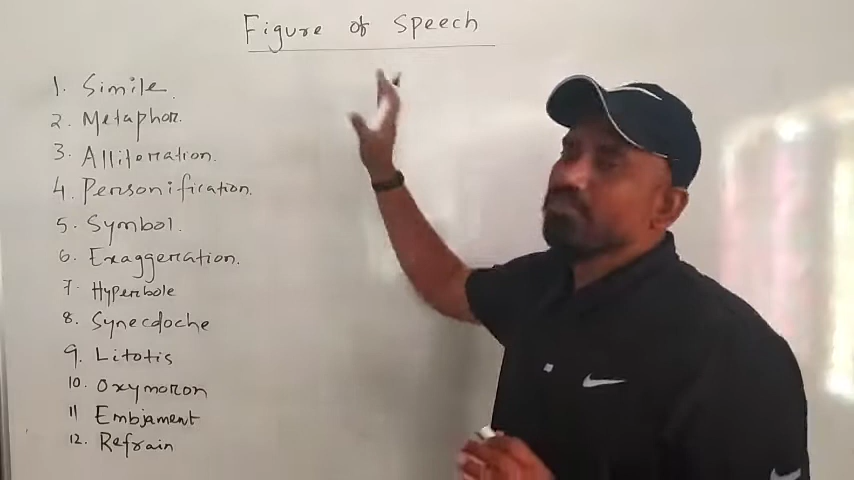 Figure of Speech
1. Simile.
2. Metaphor.
3. Alliteration.
4. Personification.
5. Symbol.
6. Exaggeration.
7. Hyperbole
8. Synecdoche
9. Litotis
10. Oxymoron
11 Embjament
12. Refrain